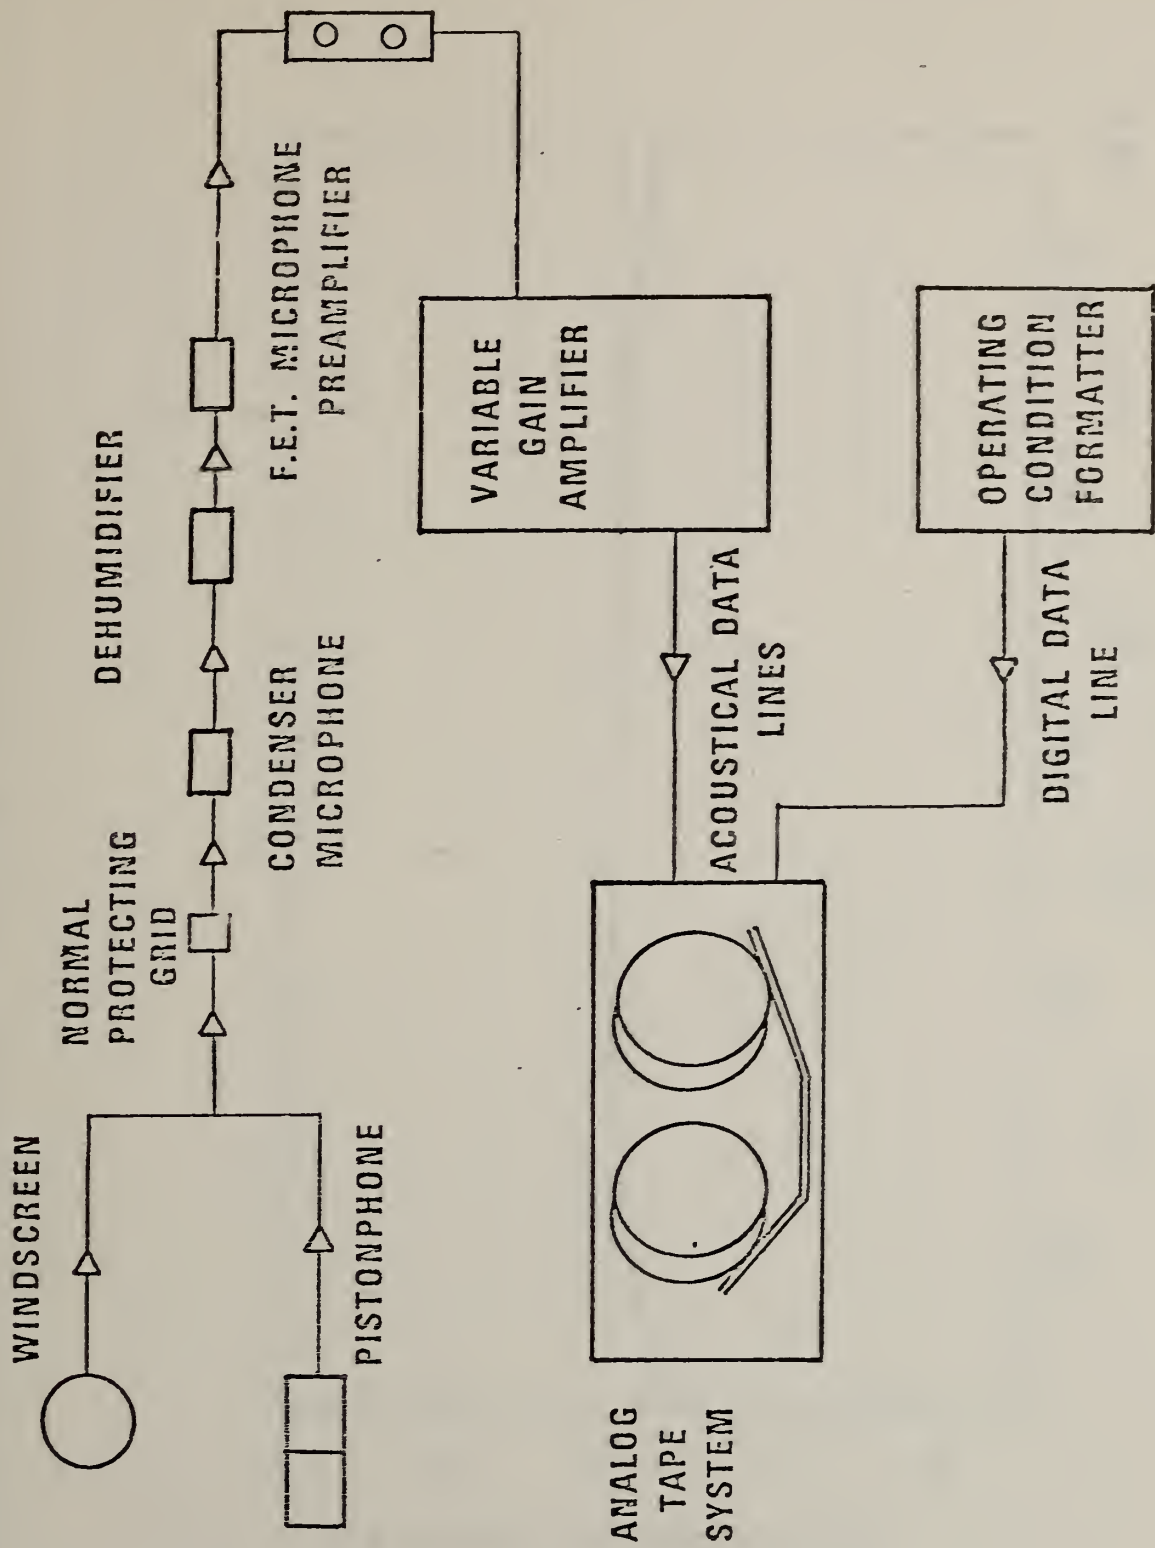 WINDSCREEN
PISTONPHONE
NORMAL
PROTECTING
GRID
CONDENSER
MICROPHONE
DEHUMIDIFIER
F.E.T. MICROPHONE
PREAMPLIFIER
VARIABLE
GAIN
AMPLIFIER
ACOUSTICAL DATA
LINES
OPERATING
CONDITION
FORMATTER
DIGITAL DATA
LINE
ANALOG
TAPE
SYSTEM